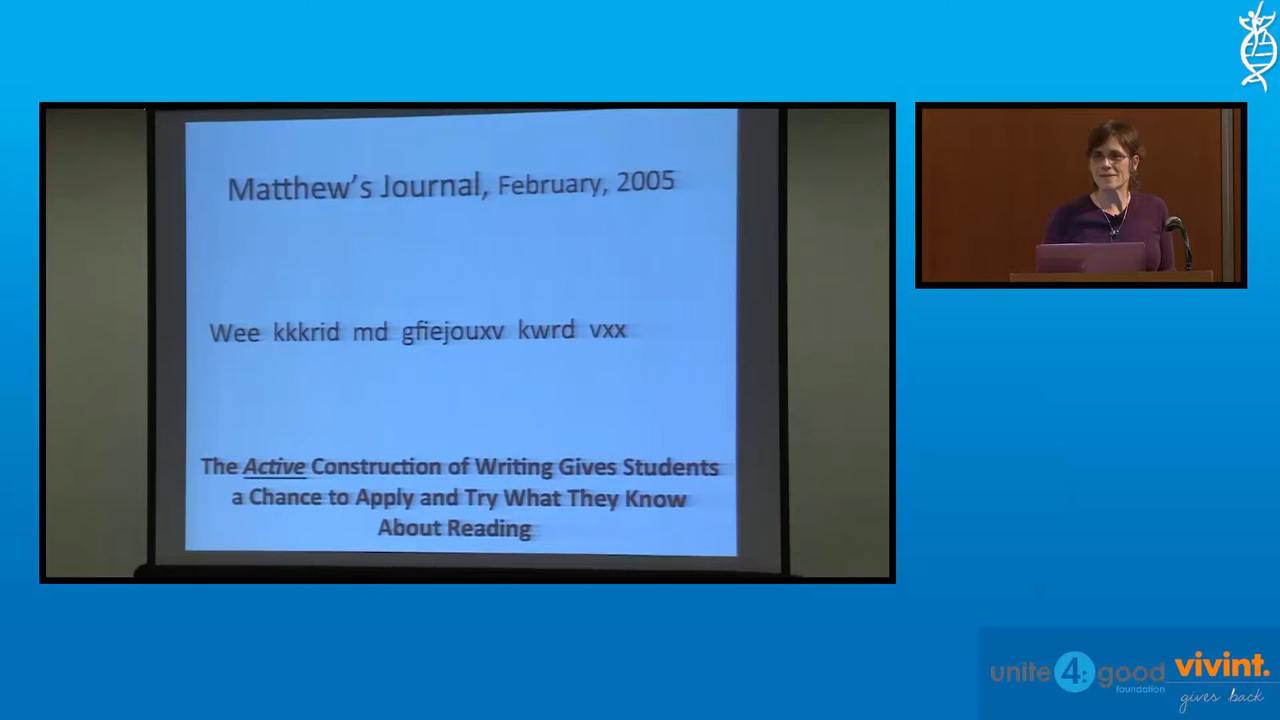 Matthew's Journal, February, 2005
Wee kkkrid md gfiejouxv kwrd vxx
The Active Construction of Writing Gives Students
a Chance to Apply and Try What They Know
About Reading
unite 4: good
foundation
vivint.
gives back